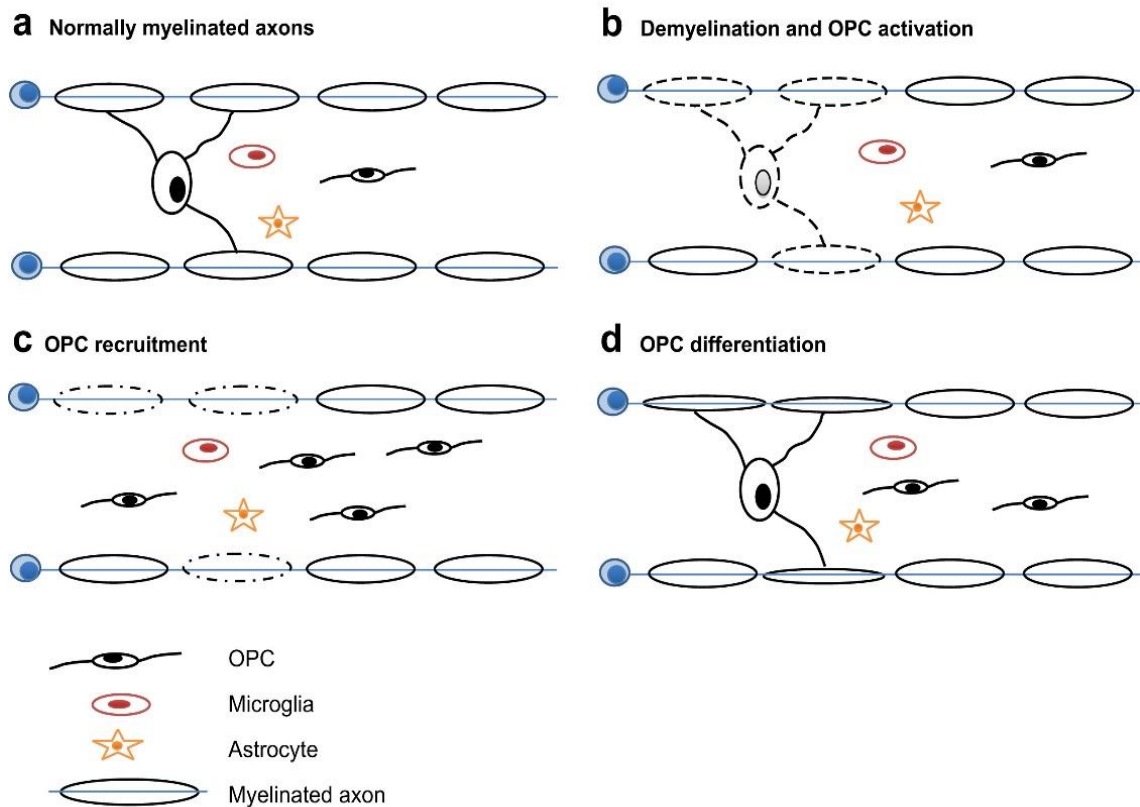 a Normally myelinated axons
b Demyelination and OPC activation
c OPC recruitment
d OPC differentiation
OPC
Microglia
Astrocyte
Myelinated axon